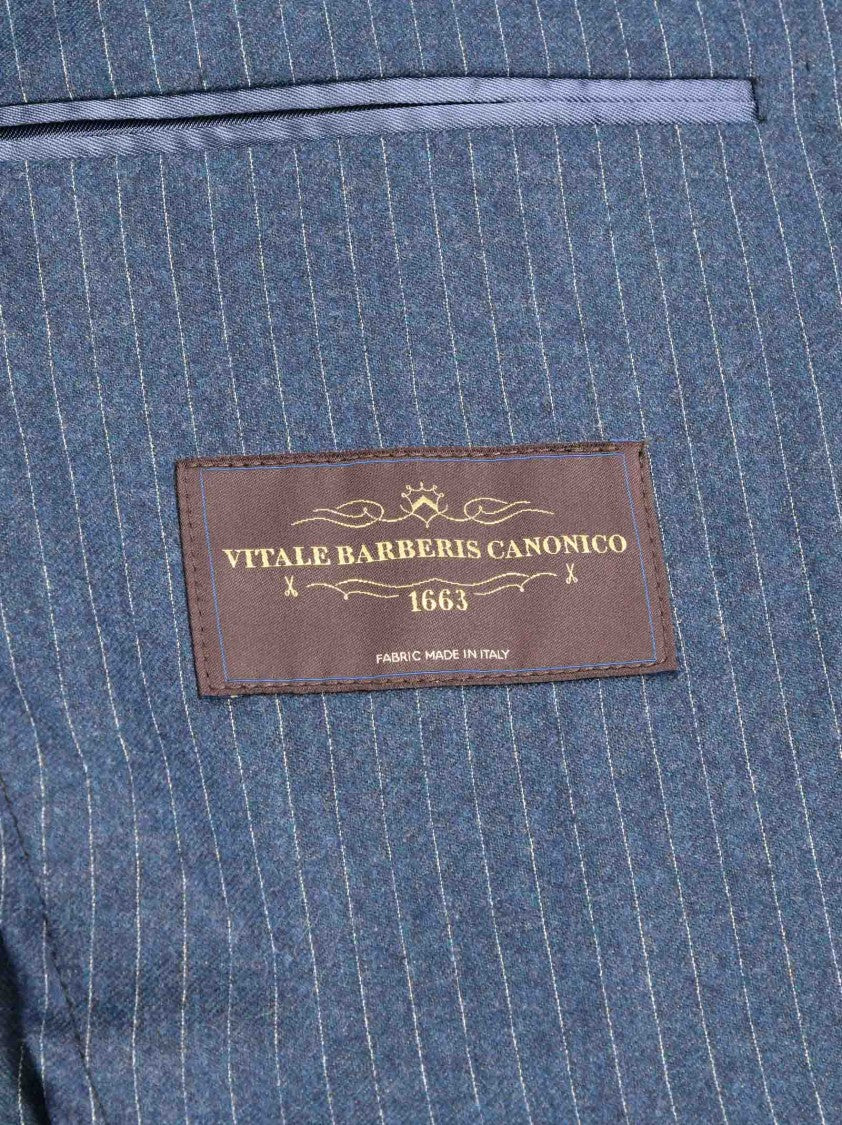 VITALE BARBERIS CANONICO
1663
FABRIC MADE IN ITALY